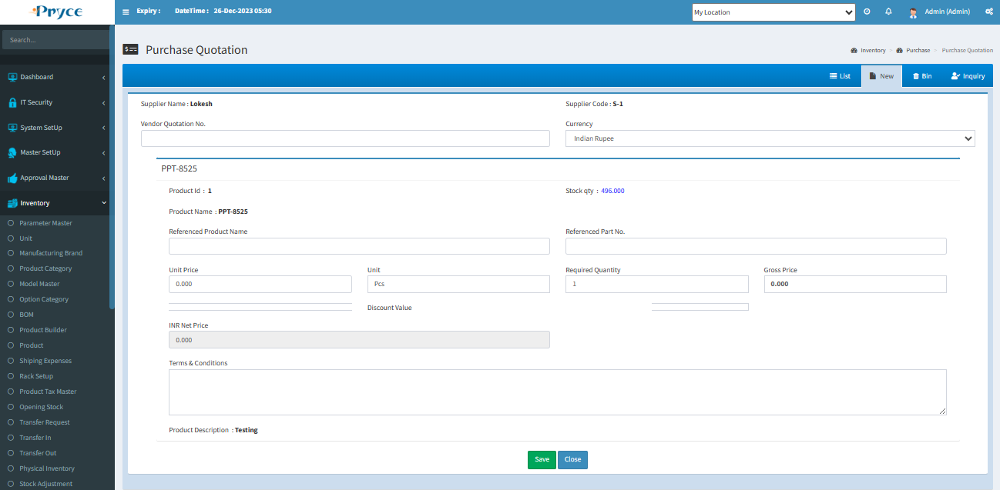 Pryce
Expiry : DateTime : 26-Dec-2023 05:30
My Location
Admin (Admin)
Search...
Dashboard
IT Security
System SetUp
Master SetUp
Approval Master
Inventory
Parameter Master
Unit
Manufacturing Brand
Product Category
Model Master
Option Category
BOM
Product Builder
Product
Shiping Expenses
Rack Setup
Product Tax Master
Opening Stock
Transfer Request
Transfer In
Transfer Out
Physical Inventory
Stock Adjustment
Purchase Quotation
Inventory Purchase Purchase Quotation
List New Bin Inquiry
Supplier Name : Lokesh Supplier Code : S-1
Vendor Quotation No. Currency
Indian Rupee
PPT-8525
Product Id : 1 Stock qty : 496.000
Product Name : PPT-8525
Referenced Product Name Referenced Part No.
Unit Price Unit Required Quantity Gross Price
0.000 Pcs 1 0.000
Discount Value
INR Net Price
0.000
Terms & Conditions
Product Description : Testing
Save Close